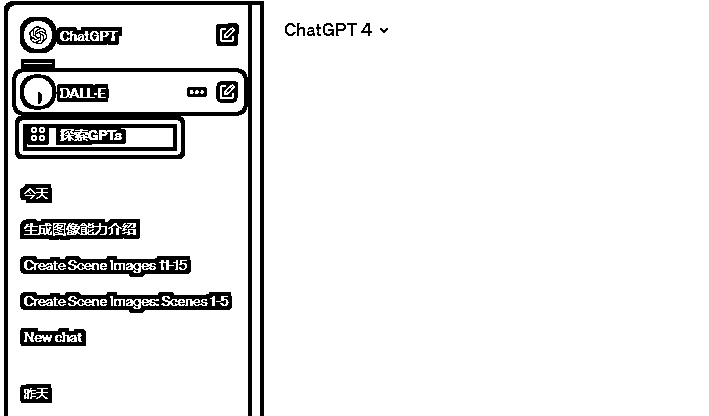 ChatGPT
ChatGPT 4
DALL·E
探索GPTs
今天
生成图像能力介绍
Create Scene Images 11-15
Create Scene Images: Scenes 1-5
New chat
昨天